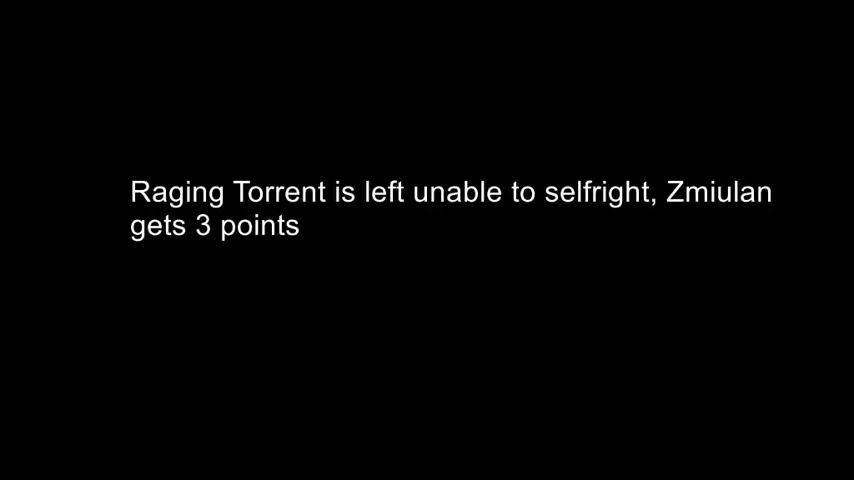 Raging Torrent is left unable to selfright, Zmiulan
gets 3 points